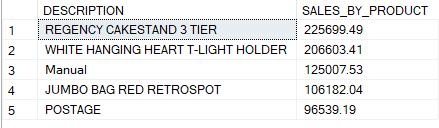 DESCRIPTION SALES_BY_PRODUCT
1 REGENCY CAKESTAND 3 TIER 225699.49
2 WHITE HANGING HEART T-LIGHT HOLDER 206603.41
3 Manual 125007.53
4 JUMBO BAG RED RETROSPOT 106182.04
5 POSTAGE 96539.19